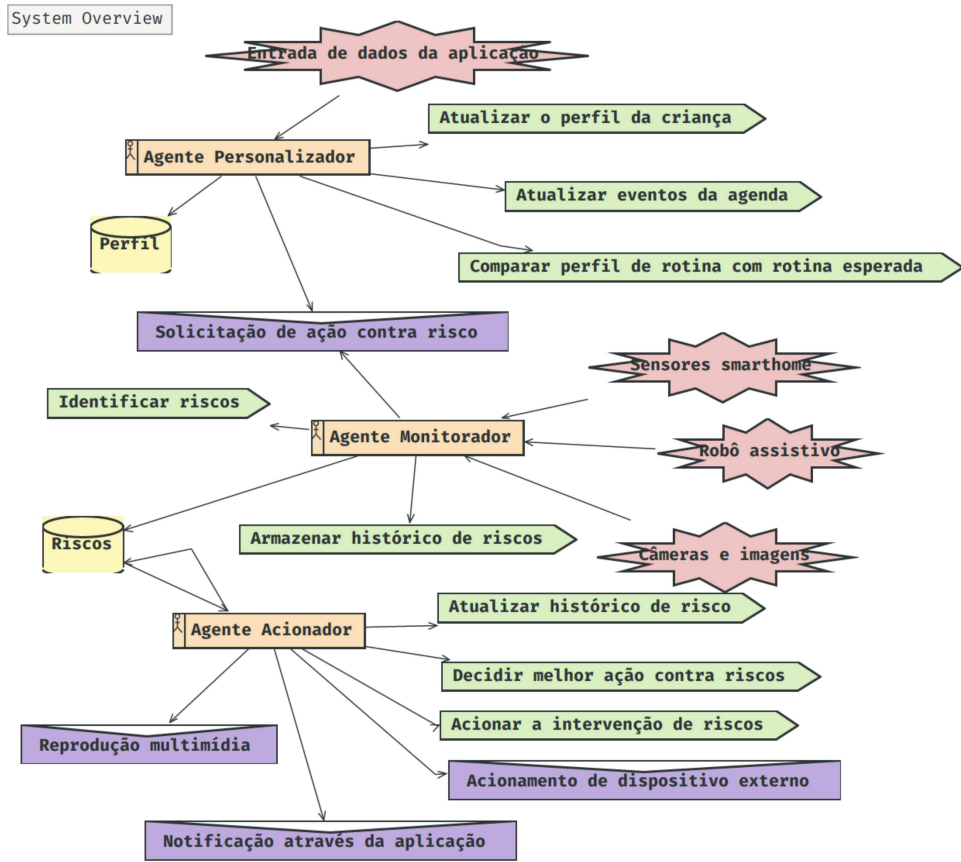 System Overview
Entrada de dados da aplicação
Atualizar o perfil da criança
Agente Personalizador
Atualizar eventos da agenda
Perfil
Comparar perfil de rotina com rotina esperada
Solicitação de ação contra risco
Sensores smarthome
Identificar riscos
Agente Monitorador
Robô assistivo
Armazenar histórico de riscos
Riscos
Câmeras e imagens
Atualizar histórico de risco
Agente Acionador
Decidir melhor ação contra riscos
Acionar a intervenção de riscos
Reprodução multimídia
Acionamento de dispositivo externo
Notificação através da aplicação